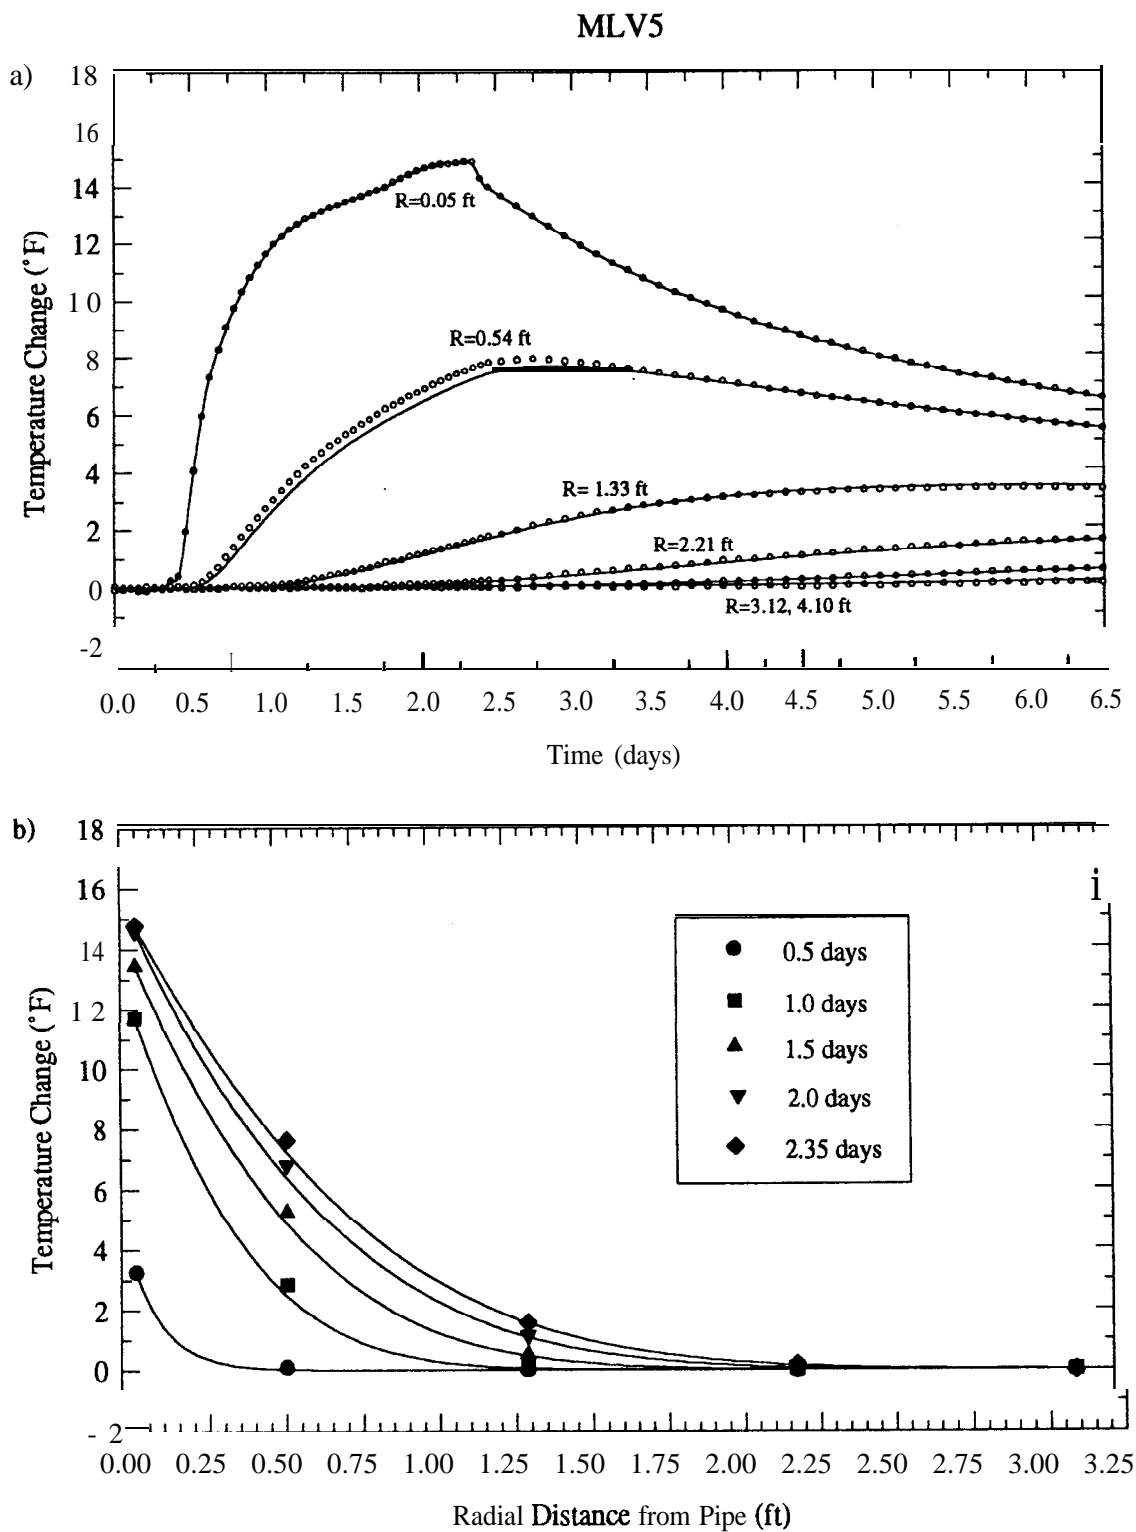 MLV5
a)
18
16
14
12
10
8
6
4
2
0
-2
Temperature Change (°F)
R=0.05 ft
R=0.54 ft
R= 1.33 ft
R=2.21 ft
R=3.12, 4.10 ft
0.0 0.5 1.0 1.5 2.0 2.5 3.0 3.5 4.0 4.5 5.0 5.5 6.0 6.5
Time (days)
b)
18
16
14
12
10
8
6
4
2
0
- 2
Temperature Change (°F)
i
0.5 days
1.0 days
1.5 days
2.0 days
2.35 days
0.00 0.25 0.50 0.75 1.00 1.25 1.50 1.75 2.00 2.25 2.50 2.75 3.00 3.25
Radial Distance from Pipe (ft)